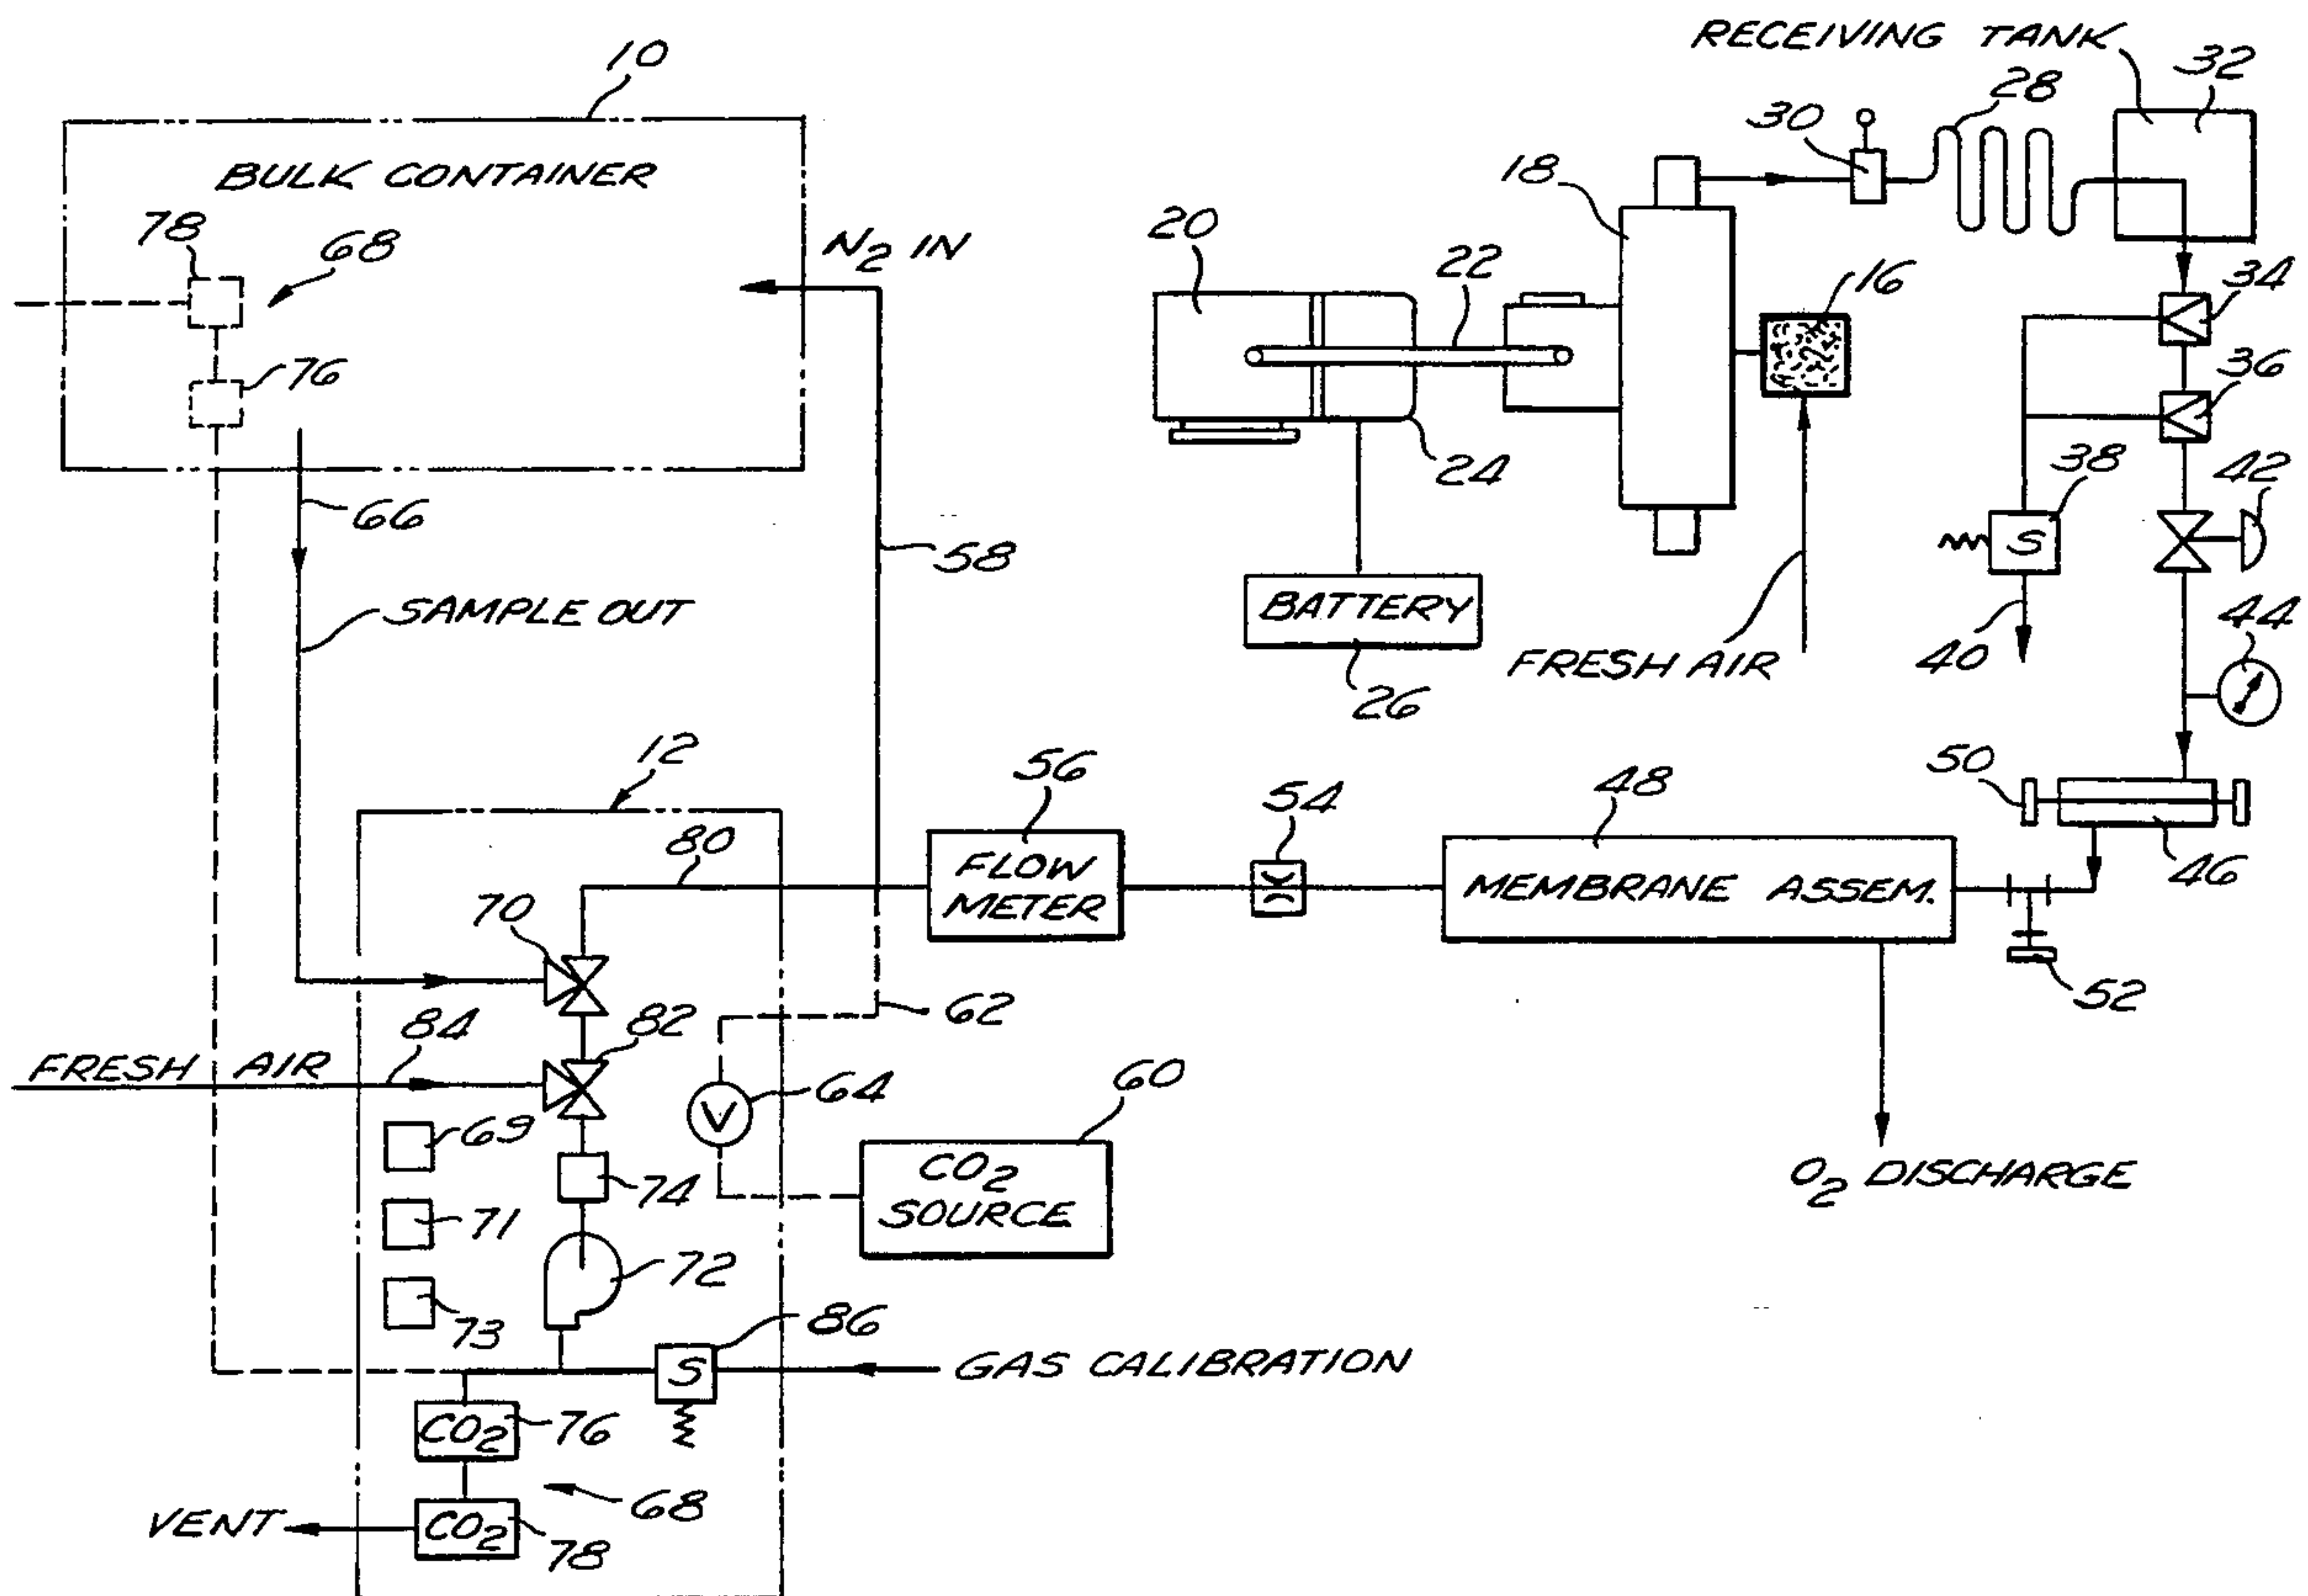 RECEIVING TANK
32
28
30
10
BULK CONTAINER
78
68
76
N2 IN
18
20
22
16
34
36
38
42
24
S
66
58
SAMPLE OUT
BATTERY
26
FRESH AIR
40
44
12
56
54
48
50
46
80
FLOW
METER
MEMBRANE ASSEM.
52
70
62
84
82
FRESH AIR
64
V
60
69
74
CO2
SOURCE
O2 DISCHARGE
71
72
73
86
S
GAS CALIBRATION
CO2
76
68
VENT
CO2
78